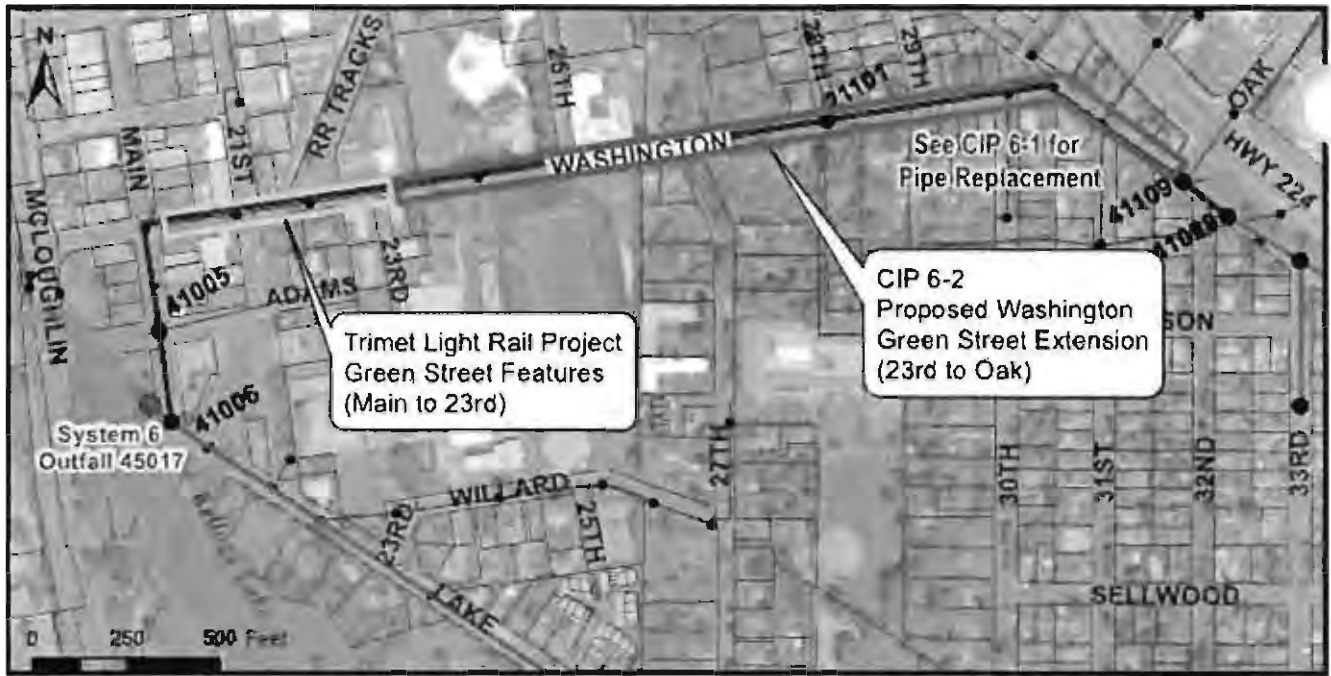 N
MAIN
21ST
RR TRACKS
25TH
28TH
29TH
21101
OAK
HWY 224
WASHINGTON
See CIP 6-1 for
Pipe Replacement
41109
MCLOUGHLIN
41005
ADAMS
23RD
Trimet Light Rail Project
Green Street Features
(Main to 23rd)
CIP 6-2
Proposed Washington
Green Street Extension
(23rd to Oak)
SON
41006
System 6
Outfall 45017
WILLARD
23RD
25TH
27TH
30TH
31ST
32ND
33RD
LAKE
SELLWOOD
0 250 500 Feet